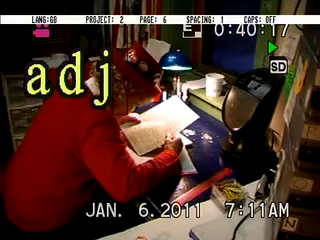 LANG:GB PROJECT: 2 PAGE: 6 SPACING: 1 CAPS: OFF
0:40:17
SD
adj
JAN. 6.2011 7:11AM